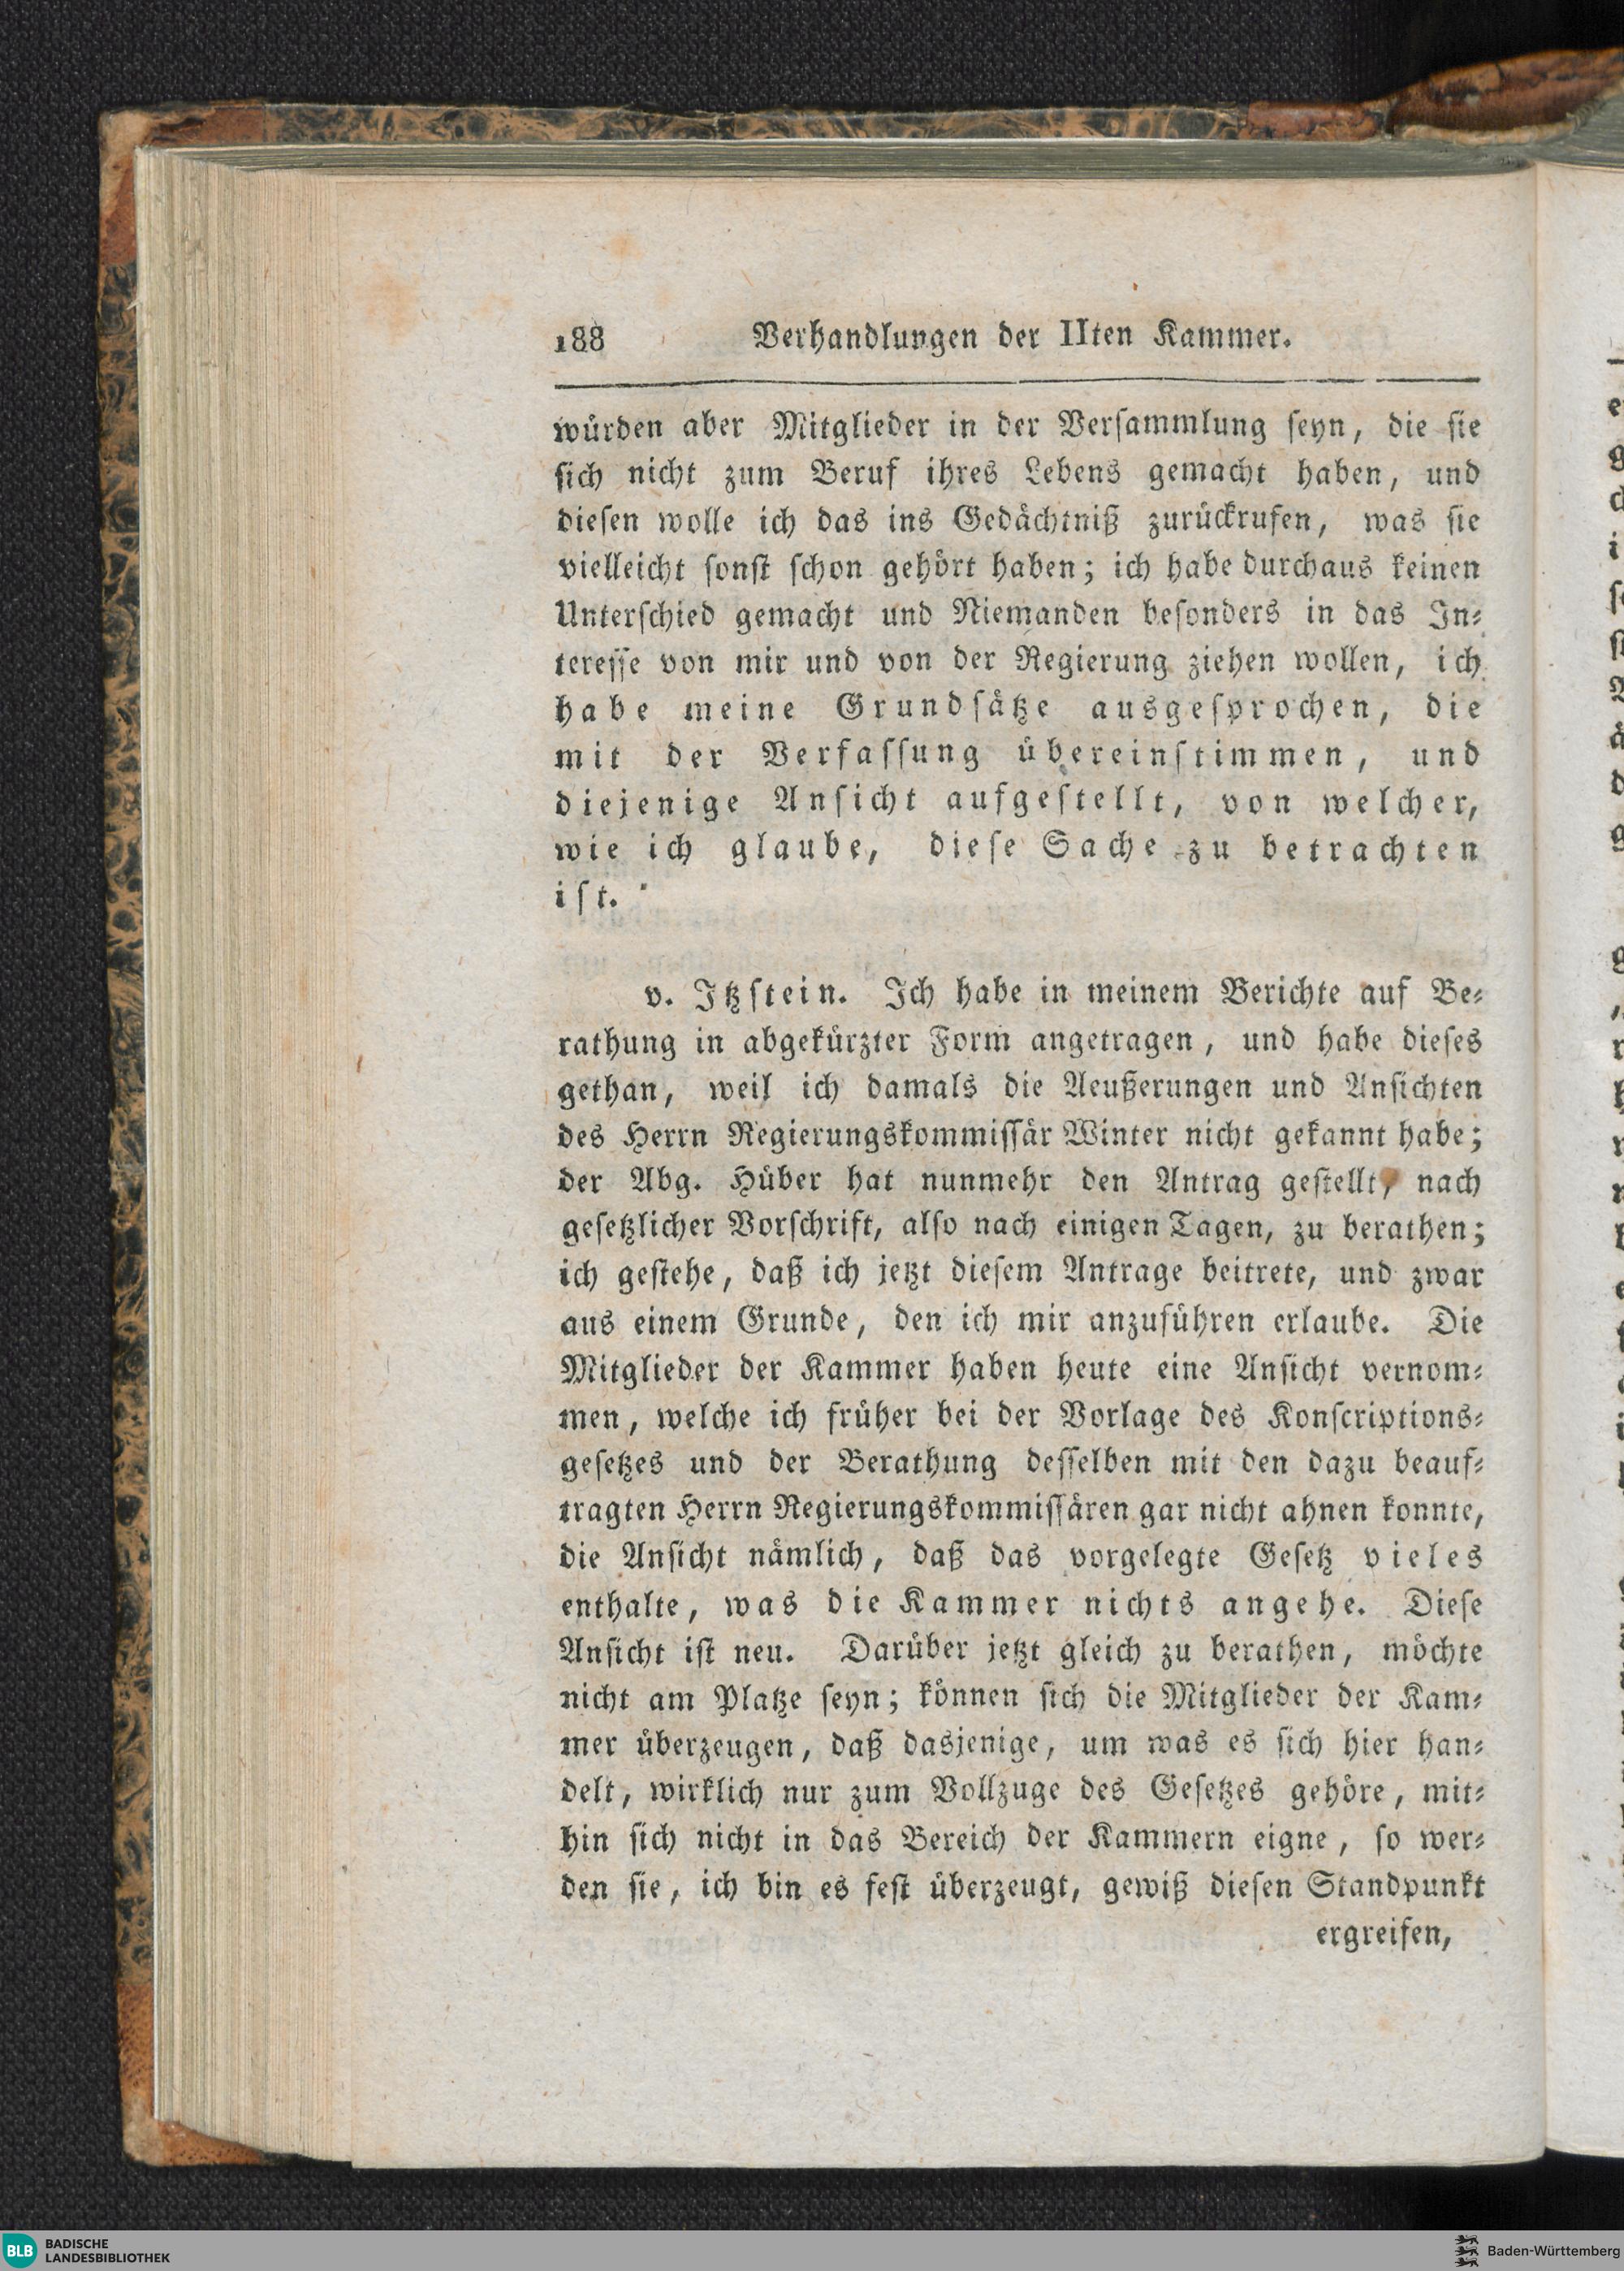 188 Verhandlungen der IIten Kammer.
würden aber Mitglieder in der Versammlung seyn, die sie
sich nicht zum Beruf ihres Lebens gemacht haben, und
diesen wolle ich das ins Gedächtniß zurückrufen, was sie
vielleicht sonst schon gehört haben; ich habe durchaus keinen
Unterschied gemacht und Niemanden besonders in das In-
teresse von mir und von der Regierung ziehen wollen, ich
habe meine Grundsätze ausgesprochen, die
mit der Verfassung übereinstimmen, und
diejenige Ansicht aufgestellt, von welcher,
wie ich glaube, diese Sache zu betrachten
ist.
v. Itzstein. Ich habe in meinem Berichte auf Be-
rathung in abgekürzter Form angetragen, und habe dieses
gethan, weil ich damals die Aeußerungen und Ansichten
des Herrn Regierungskommissär Winter nicht gekannt habe;
der Abg. Hüber hat nunmehr den Antrag gestellt, nach
gesetzlicher Vorschrift, also nach einigen Tagen, zu berathen;
ich gestehe, daß ich jetzt diesem Antrage beitrete, und zwar
aus einem Grunde, den ich mir anzuführen erlaube. Die
Mitglieder der Kammer haben heute eine Ansicht vernom-
men, welche ich früher bei der Vorlage des Konscriptions-
gesetzes und der Berathung desselben mit den dazu beauf-
tragten Herrn Regierungskommissären gar nicht ahnen konnte,
die Ansicht nämlich, daß das vorgelegte Gesetz vieles
enthalte, was die Kammer nichts angehe. Diese
Ansicht ist neu. Darüber jetzt gleich zu berathen, möchte
nicht am Platze seyn; können sich die Mitglieder der Kam-
mer überzeugen, daß dasjenige, um was es sich hier han-
delt, wirklich nur zum Vollzuge des Gesetzes gehöre, mit-
hin sich nicht in das Bereich der Kammern eigne, so wer-
den sie, ich bin es fest überzeugt, gewiß diesen Standpunkt
ergreifen,
BLB BADISCHE
LANDESBIBLIOTHEK
Baden-Württemberg